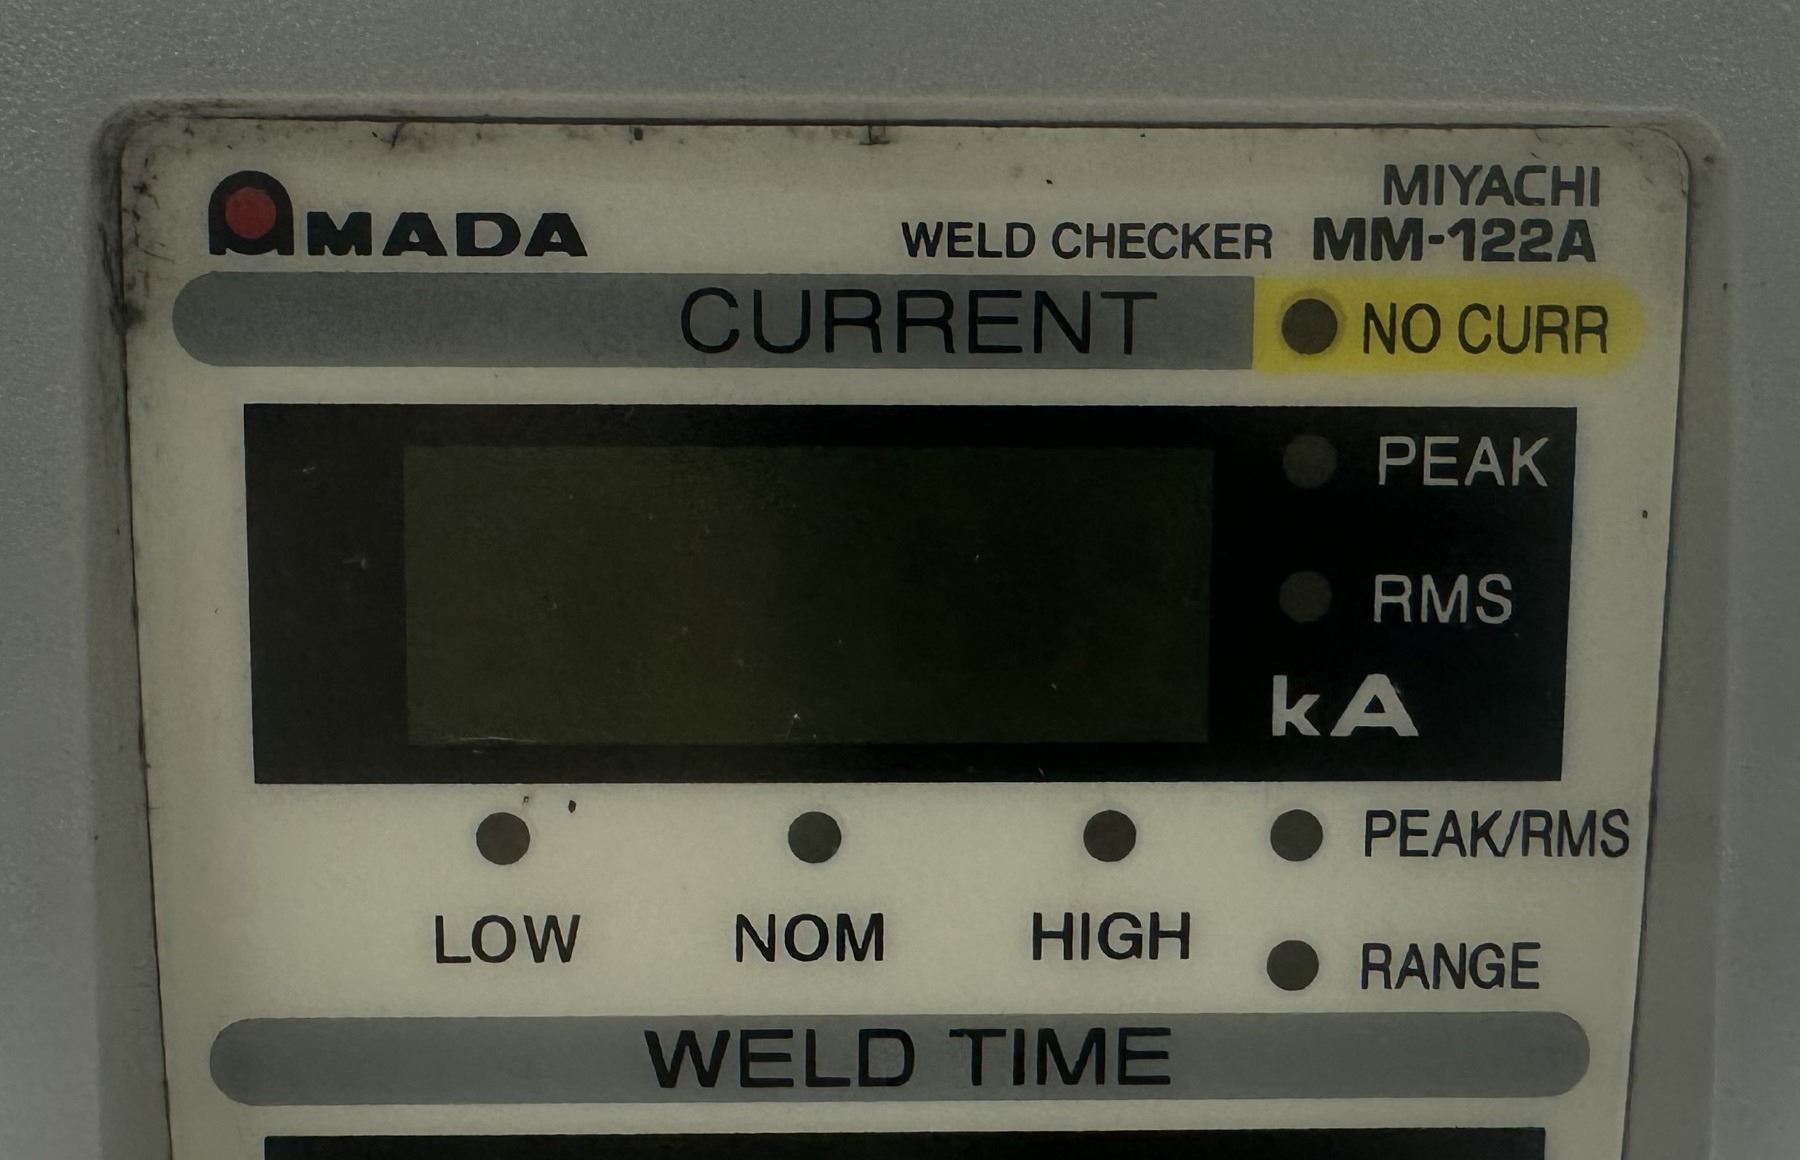 MIYACHI
AMADA WELD CHECKER MM-122A
CURRENT NO CURR
PEAK
RMS
kA
PEAK/RMS
LOW NOM HIGH
RANGE
WELD TIME